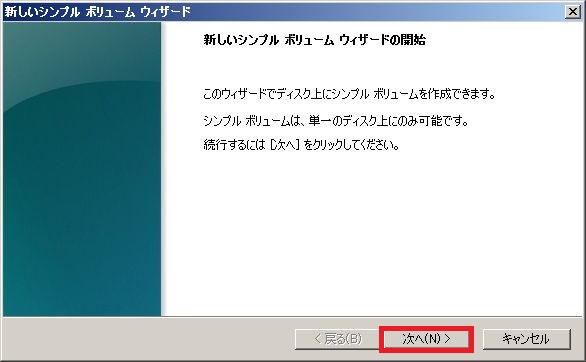 新しいシンプル ボリューム ウィザード
新しいシンプル ボリューム ウィザードの開始
このウィザードでディスク上にシンプル ボリュームを作成できます。
シンプル ボリュームは、単一のディスク上にのみ可能です。
続行するには [次へ] をクリックしてください。
< 戻る(B)
次へ(N) >
キャンセル